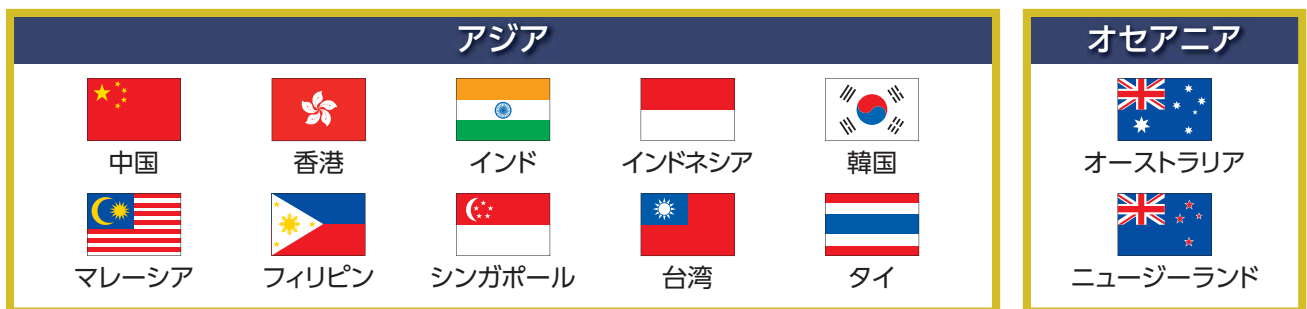 アジア
中国
香港
インド
インドネシア
韓国
マレーシア
フィリピン
シンガポール
台湾
タイ
オセアニア
オーストラリア
ニュージーランド